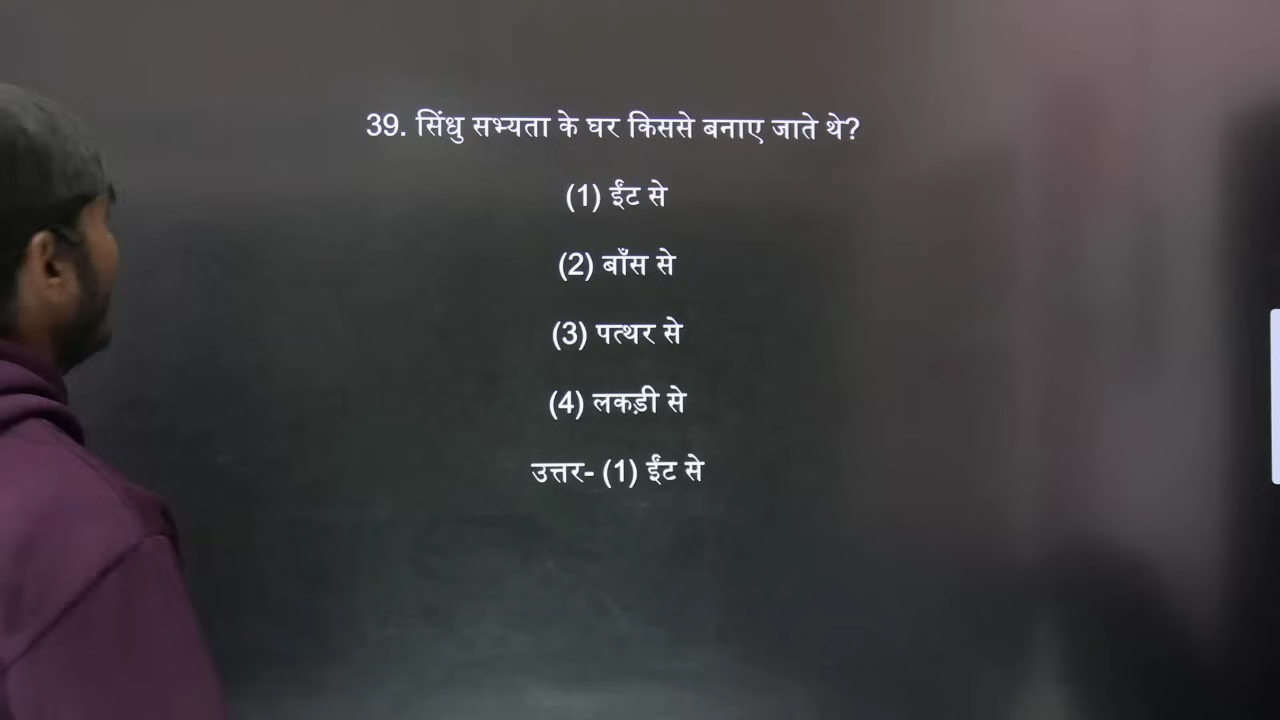 39. सिंधु सभ्यता के घर किससे बनाए जाते थे?
(1) ईंट से
(2) बाँस से
(3) पत्थर से
(4) लकड़ी से
उत्तर- (1) ईंट से